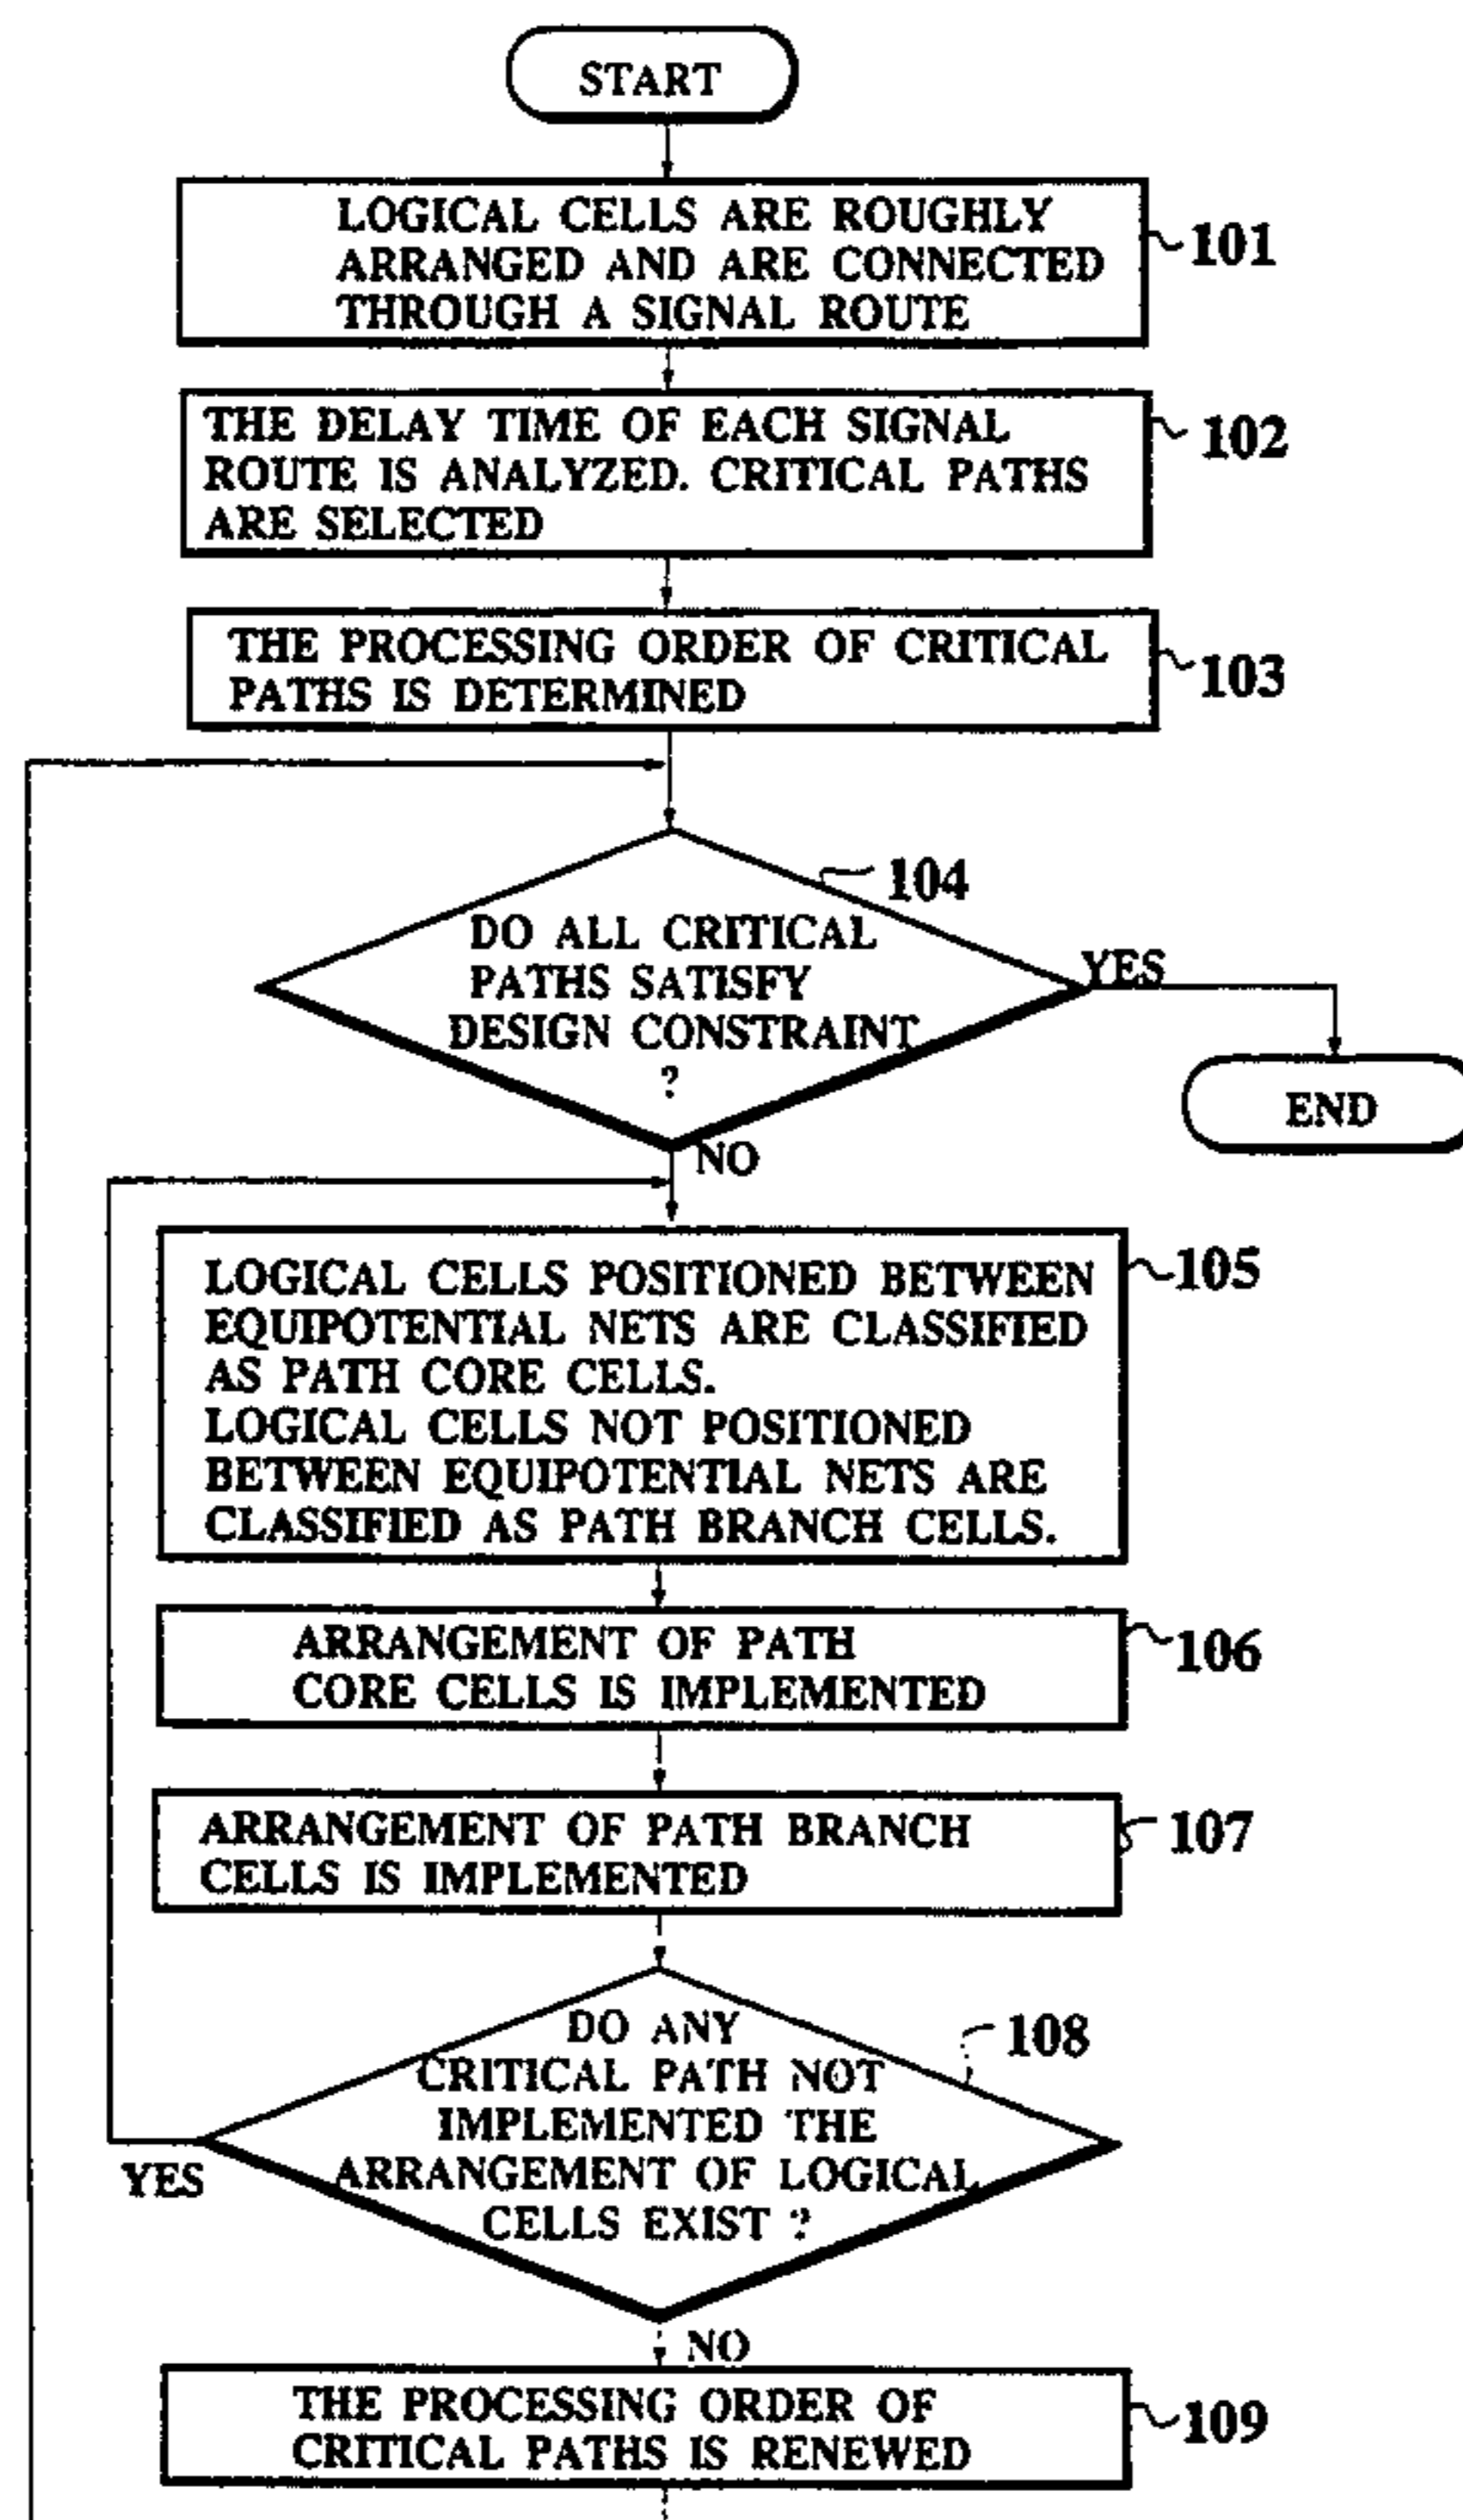 START
LOGICAL CELLS ARE ROUGHLY
ARRANGED AND ARE CONNECTED
THROUGH A SIGNAL ROUTE
101
THE DELAY TIME OF EACH SIGNAL
ROUTE IS ANALYZED. CRITICAL PATHS
ARE SELECTED
102
THE PROCESSING ORDER OF CRITICAL
PATHS IS DETERMINED
103
104
DO ALL CRITICAL
PATHS SATISFY
DESIGN CONSTRAINT
?
YES
END
NO
LOGICAL CELLS POSITIONED BETWEEN
EQUIPOTENTIAL NETS ARE CLASSIFIED
AS PATH CORE CELLS.
LOGICAL CELLS NOT POSITIONED
BETWEEN EQUIPOTENTIAL NETS ARE
CLASSIFIED AS PATH BRANCH CELLS.
105
ARRANGEMENT OF PATH
CORE CELLS IS IMPLEMENTED
106
ARRANGEMENT OF PATH BRANCH
CELLS IS IMPLEMENTED
107
DO ANY
CRITICAL PATH NOT
IMPLEMENTED THE
ARRANGEMENT OF LOGICAL
CELLS EXIST ?
108
YES
NO
THE PROCESSING ORDER OF
CRITICAL PATHS IS RENEWED
109